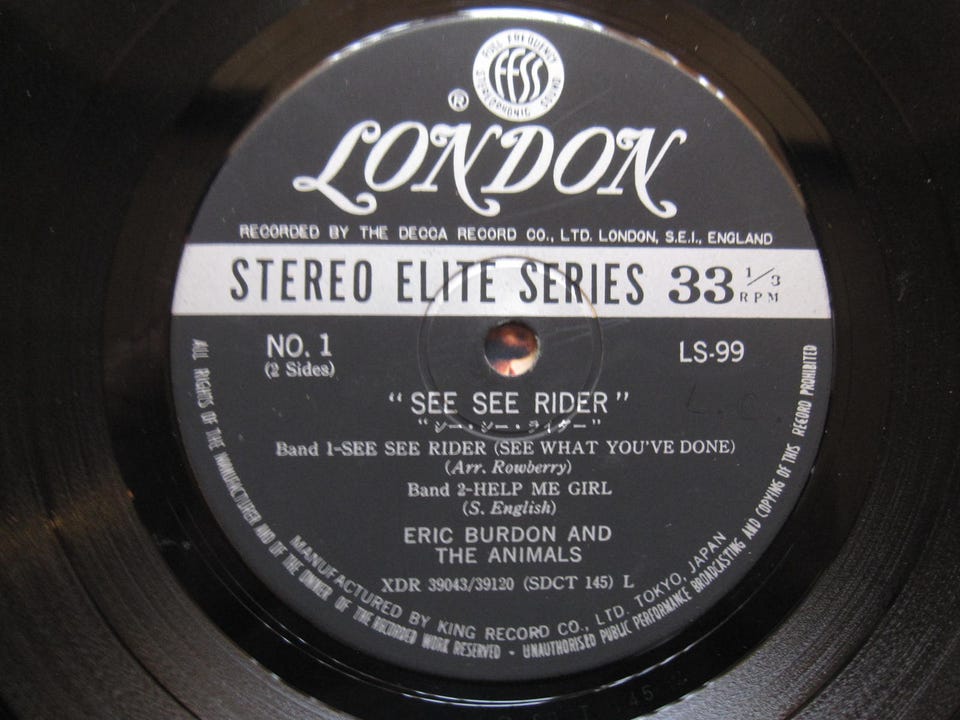 FULL FREQUENCY
ffss
STEREOPHONIC SOUND
®
LONDON
RECORDED BY THE DECCA RECORD CO., LTD. LONDON, S.E.I., ENGLAND
STEREO ELITE SERIES 33 1/3 RPM
NO. 1
(2 Sides)
LS-99
"SEE SEE RIDER"
"シー・シー・ライダー"
Band 1-SEE SEE RIDER (SEE WHAT YOU'VE DONE)
(Arr. Rowberry)
Band 2-HELP ME GIRL
(S. English)
ERIC BURDON AND
THE ANIMALS
XDR 39043/39120 (SDCT 145) L
MANUFACTURED BY KING RECORD CO., LTD. TOKYO, JAPAN
ALL RIGHTS OF THE MANUFACTURER AND OF THE OWNER OF THE RECORDED WORK RESERVED - UNAUTHORISED PUBLIC PERFORMANCE BROADCASTING AND COPYING OF THIS RECORD PROHIBITED